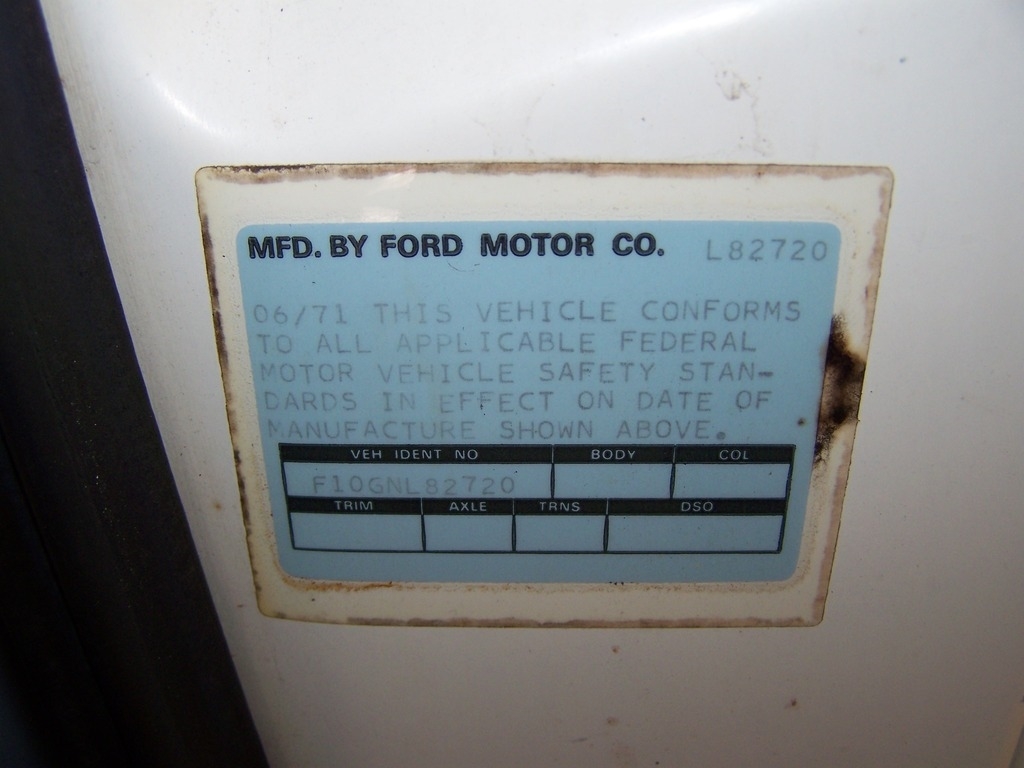 MFD. BY FORD MOTOR CO. L82720
06/71 THIS VEHICLE CONFORMS
TO ALL APPLICABLE FEDERAL
MOTOR VEHICLE SAFETY STAN-
DARDS IN EFFECT ON DATE OF
MANUFACTURE SHOWN ABOVE.
VEH IDENT NO BODY COL
F10GNL82720
TRIM AXLE TRNS DSO